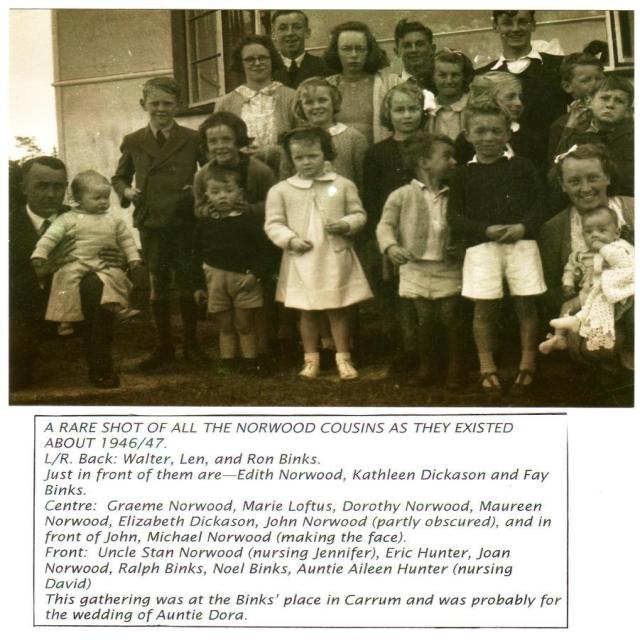 A RARE SHOT OF ALL THE NORWOOD COUSINS AS THEY EXISTED
ABOUT 1946/47.
L/R. Back: Walter, Len, and Ron Binks.
Just in front of them are—Edith Norwood, Kathleen Dickason and Fay
Binks.
Centre: Graeme Norwood, Marie Loftus, Dorothy Norwood, Maureen
Norwood, Elizabeth Dickason, John Norwood (partly obscured), and in
front of John, Michael Norwood (making the face).
Front: Uncle Stan Norwood (nursing Jennifer), Eric Hunter, Joan
Norwood, Ralph Binks, Noel Binks, Auntie Aileen Hunter (nursing
David)
This gathering was at the Binks' place in Carrum and was probably for
the wedding of Auntie Dora.